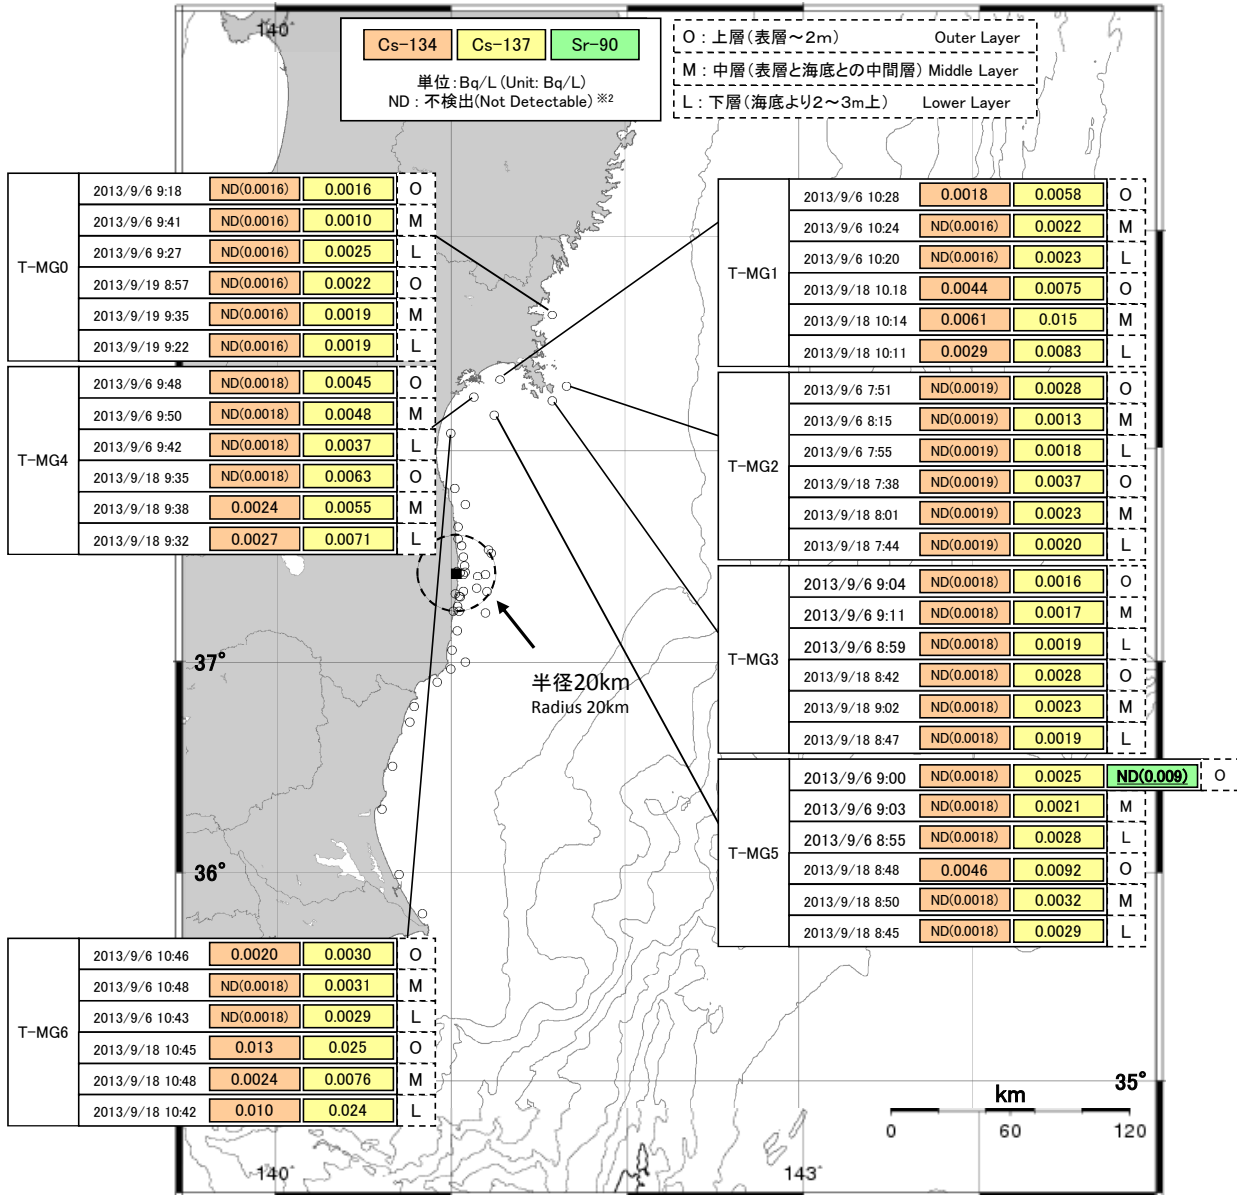 140°
Cs-134 Cs-137 Sr-90
単位:Bq/L (Unit: Bq/L)
ND : 不検出(Not Detectable) ※2
O : 上層(表層～2m) Outer Layer
M : 中層(表層と海底との中間層) Middle Layer
L : 下層(海底より2～3m上) Lower Layer
T-MG0
2013/9/6 9:18 ND(0.0016) 0.0016 O
2013/9/6 9:41 ND(0.0016) 0.0010 M
2013/9/6 9:27 ND(0.0016) 0.0025 L
2013/9/19 8:57 ND(0.0016) 0.0022 O
2013/9/19 9:35 ND(0.0016) 0.0019 M
2013/9/19 9:22 ND(0.0016) 0.0019 L
T-MG4
2013/9/6 9:48 ND(0.0018) 0.0045 O
2013/9/6 9:50 ND(0.0018) 0.0048 M
2013/9/6 9:42 ND(0.0018) 0.0037 L
2013/9/18 9:35 ND(0.0018) 0.0063 O
2013/9/18 9:38 0.0024 0.0055 M
2013/9/18 9:32 0.0027 0.0071 L
T-MG1
2013/9/6 10:28 0.0018 0.0058 O
2013/9/6 10:24 ND(0.0016) 0.0022 M
2013/9/6 10:20 ND(0.0016) 0.0023 L
2013/9/18 10.18 0.0044 0.0075 O
2013/9/18 10:14 0.0061 0.015 M
2013/9/18 10:11 0.0029 0.0083 L
T-MG2
2013/9/6 7:51 ND(0.0019) 0.0028 O
2013/9/6 8:15 ND(0.0019) 0.0013 M
2013/9/6 7:55 ND(0.0019) 0.0018 L
2013/9/18 7:38 ND(0.0019) 0.0037 O
2013/9/18 8:01 ND(0.0019) 0.0023 M
2013/9/18 7:44 ND(0.0019) 0.0020 L
T-MG3
2013/9/6 9:04 ND(0.0018) 0.0016 O
2013/9/6 9:11 ND(0.0018) 0.0017 M
2013/9/6 8:59 ND(0.0018) 0.0019 L
2013/9/18 8:42 ND(0.0018) 0.0028 O
2013/9/18 9:02 ND(0.0018) 0.0023 M
2013/9/18 8:47 ND(0.0018) 0.0019 L
T-MG5
2013/9/6 9:00 ND(0.0018) 0.0025 ND(0.009) O
2013/9/6 9:03 ND(0.0018) 0.0021 M
2013/9/6 8:55 ND(0.0018) 0.0028 L
2013/9/18 8:48 0.0046 0.0092 O
2013/9/18 8:50 ND(0.0018) 0.0032 M
2013/9/18 8:45 ND(0.0018) 0.0029 L
37°
半径20km
Radius 20km
36°
T-MG6
2013/9/6 10:46 0.0020 0.0030 O
2013/9/6 10:48 ND(0.0018) 0.0031 M
2013/9/6 10:43 ND(0.0018) 0.0029 L
2013/9/18 10:45 0.013 0.025 O
2013/9/18 10:48 0.0024 0.0076 M
2013/9/18 10:42 0.010 0.024 L
35°
km
0 60 120
140° 143°